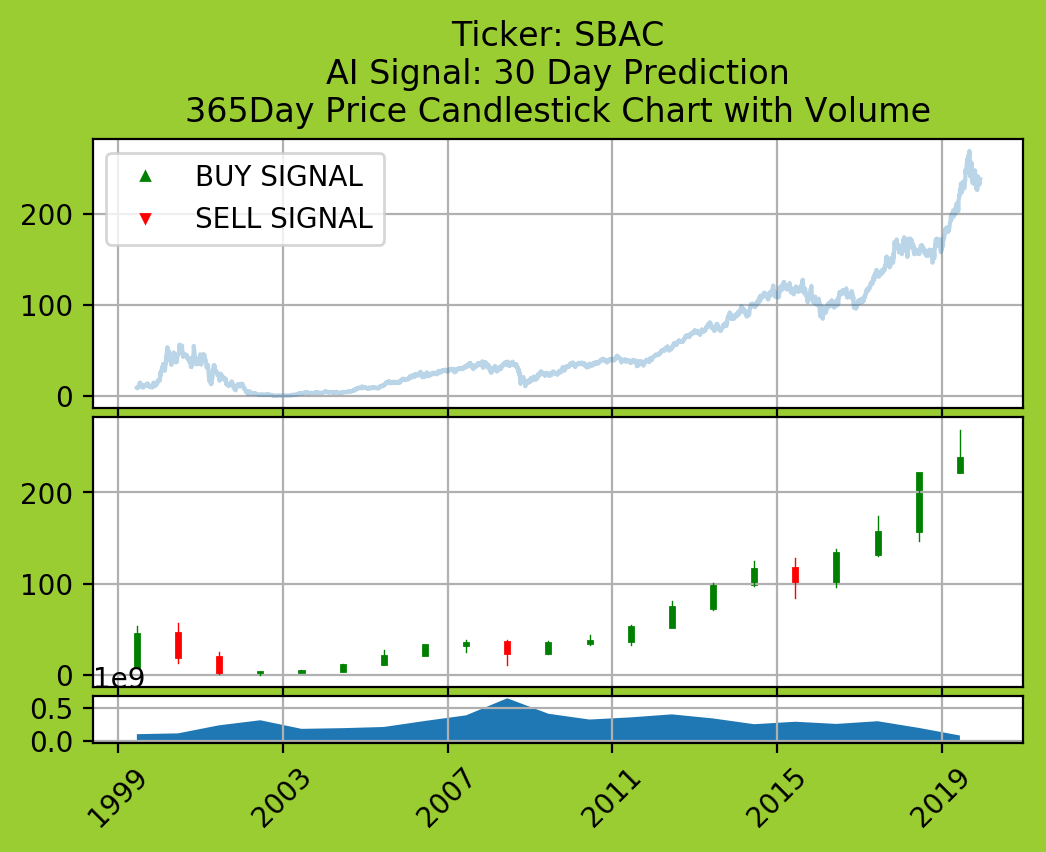 Ticker: SBAC
AI Signal: 30 Day Prediction
365Day Price Candlestick Chart with Volume
BUY SIGNAL
SELL SIGNAL
200
100
0
200
100
0
1e9
0.5
0.0
1999 2003 2007 2011 2015 2019